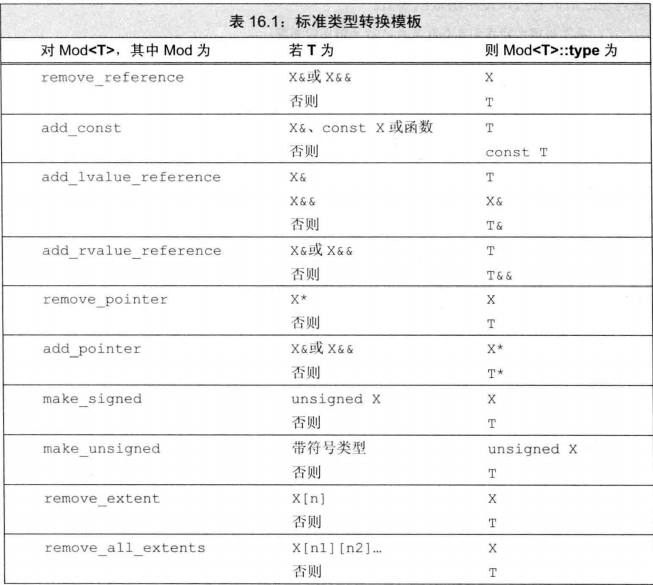 表 16.1：标准类型转换模板
对 Mod<T>，其中 Mod 为 若 T 为 则 Mod<T>::type 为
remove_reference X&或 X&& X
否则 T
add_const X&、const X 或函数 T
否则 const T
add_lvalue_reference X& T
X&& X&
否则 T&
add_rvalue_reference X&或 X&& T
否则 T&&
remove_pointer X* X
否则 T
add_pointer X&或 X&& X*
否则 T*
make_signed unsigned X X
否则 T
make_unsigned 带符号类型 unsigned X
否则 T
remove_extent X[n] X
否则 T
remove_all_extents X[n1][n2]… X
否则 T